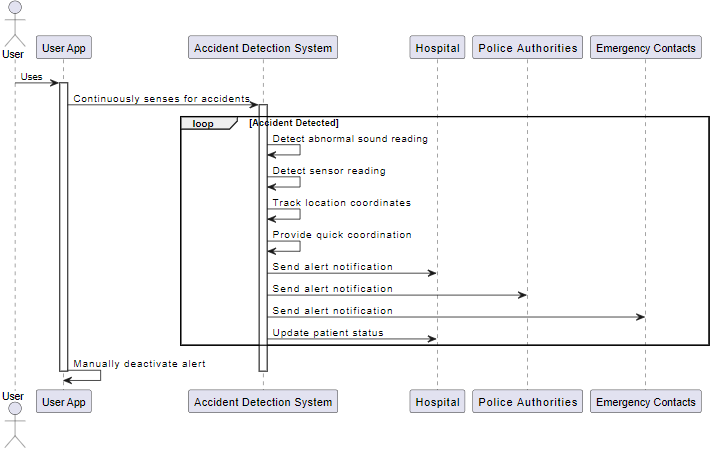 User
User App
Accident Detection System
Hospital
Police Authorities
Emergency Contacts
Uses
Continuously senses for accidents
loop
[Accident Detected]
Detect abnormal sound reading
Detect sensor reading
Track location coordinates
Provide quick coordination
Send alert notification
Send alert notification
Send alert notification
Update patient status
Manually deactivate alert
User
User App
Accident Detection System
Hospital
Police Authorities
Emergency Contacts